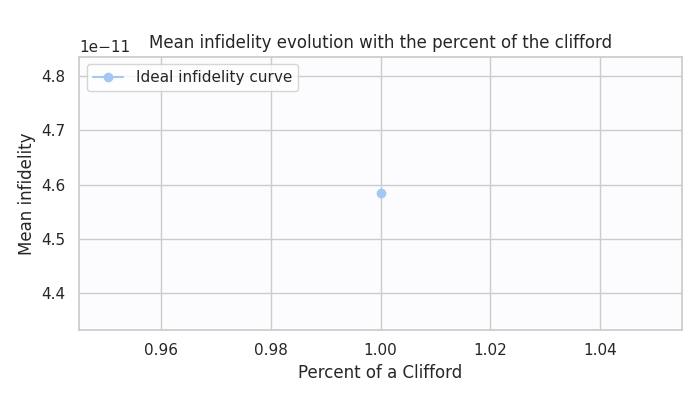 Mean infidelity evolution with the percent of the clifford
1e−11
Ideal infidelity curve
Mean infidelity
4.8
4.7
4.6
4.5
4.4
0.96 0.98 1.00 1.02 1.04
Percent of a Clifford